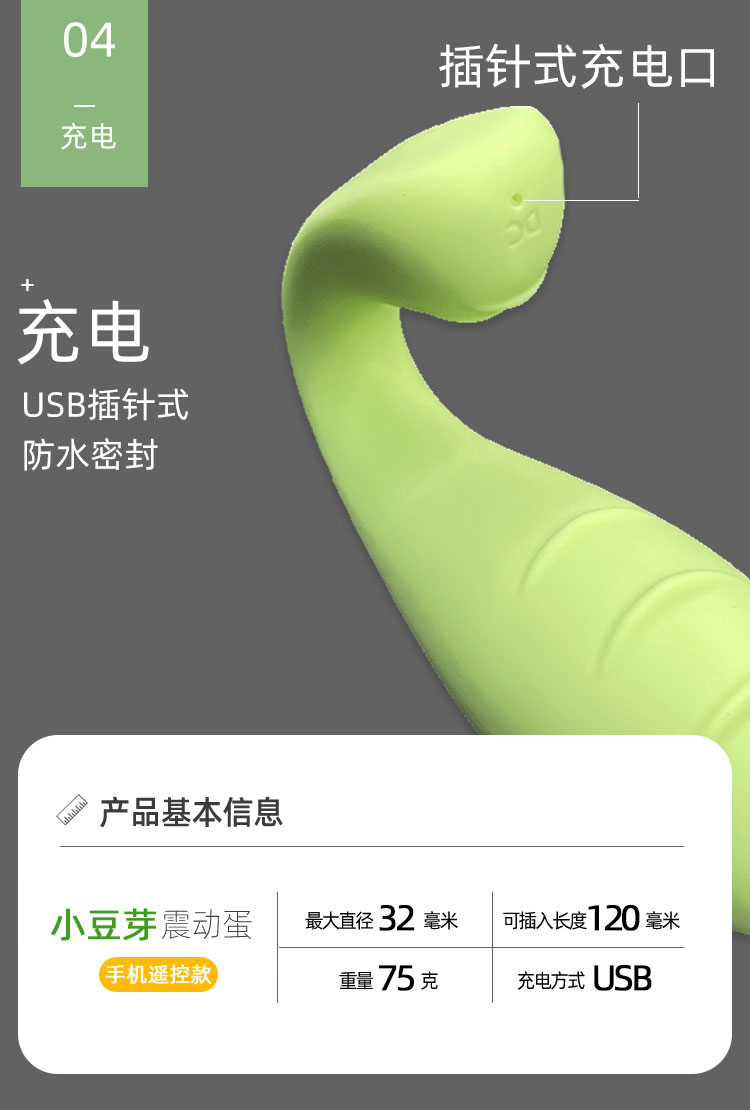 04
充电
插针式充电口
DC
+
充电
USB插针式
防水密封
产品基本信息
小豆芽震动蛋
手机遥控款
最大直径 32 毫米
可插入长度120 毫米
重量 75 克
充电方式 USB